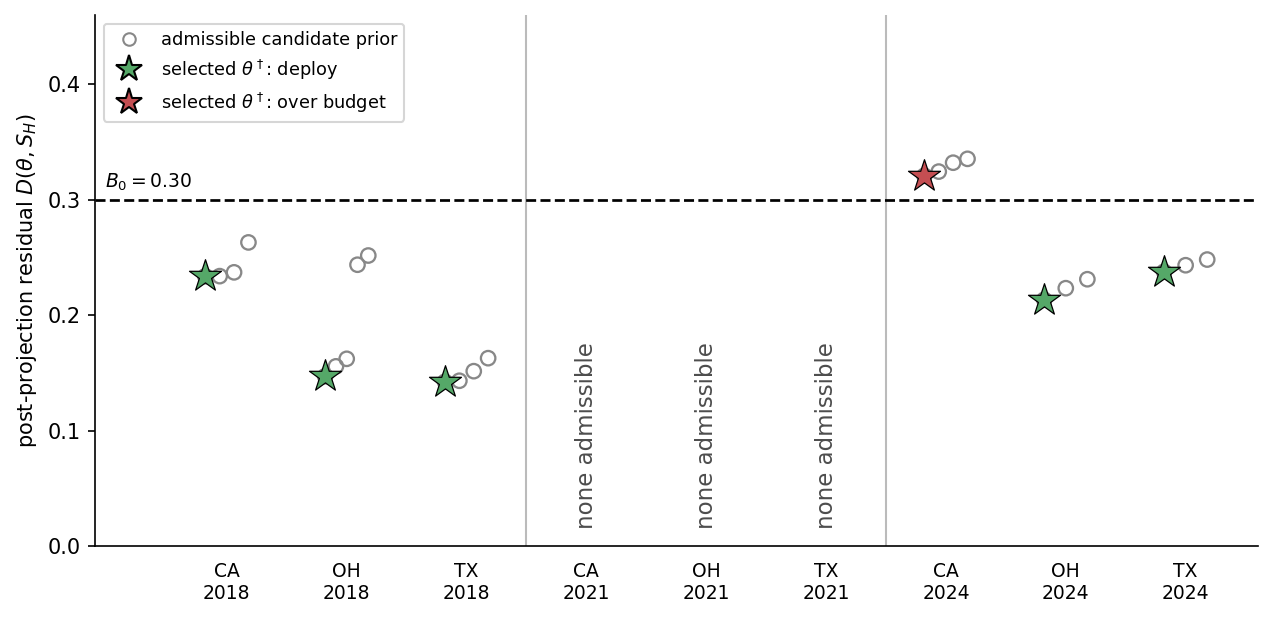 admissible candidate prior
selected θ†: deploy
selected θ†: over budget
post-projection residual D(θ, S_H)
0.4
0.3
0.2
0.1
0.0
B₀ = 0.30
none admissible
none admissible
none admissible
CA
2018
OH
2018
TX
2018
CA
2021
OH
2021
TX
2021
CA
2024
OH
2024
TX
2024